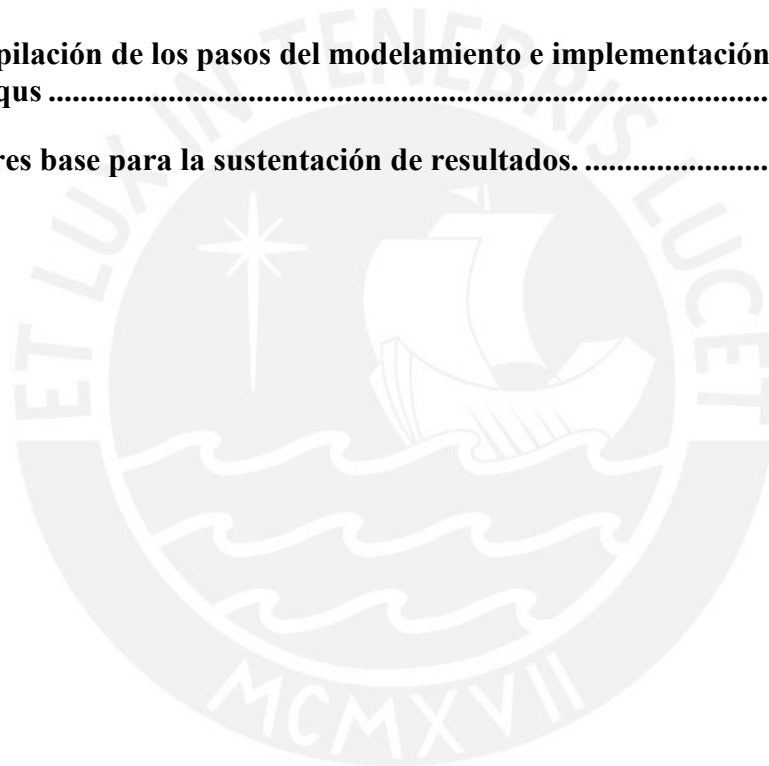 pilación de los pasos del modelamiento e implementación
qus ..........................................................................................
res base para la sustentación de resultados. .......................
ET LUX IN TENEBRIS LUCET
MCMXVII